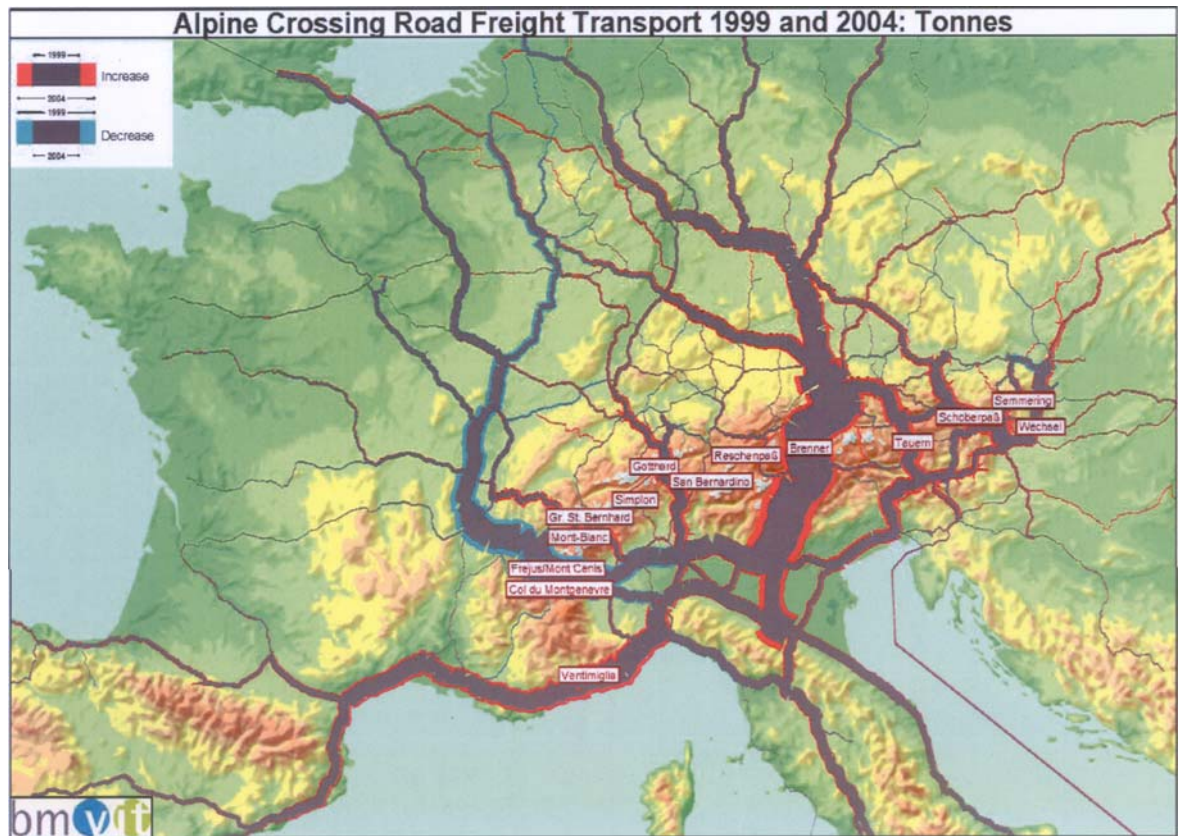 Alpine Crossing Road Freight Transport 1999 and 2004: Tonnes
1999
Increase
2004
1999
Decrease
2004
Semmering
Schoberpaß
Wechsel
Tauern
Brenner
Reschenpaß
Gotthard
San Bernardino
Simplon
Gr. St. Bernhard
Mont-Blanc
Frejus/Mont Cenis
Col du Montgenevre
Ventimiglia
bmvit